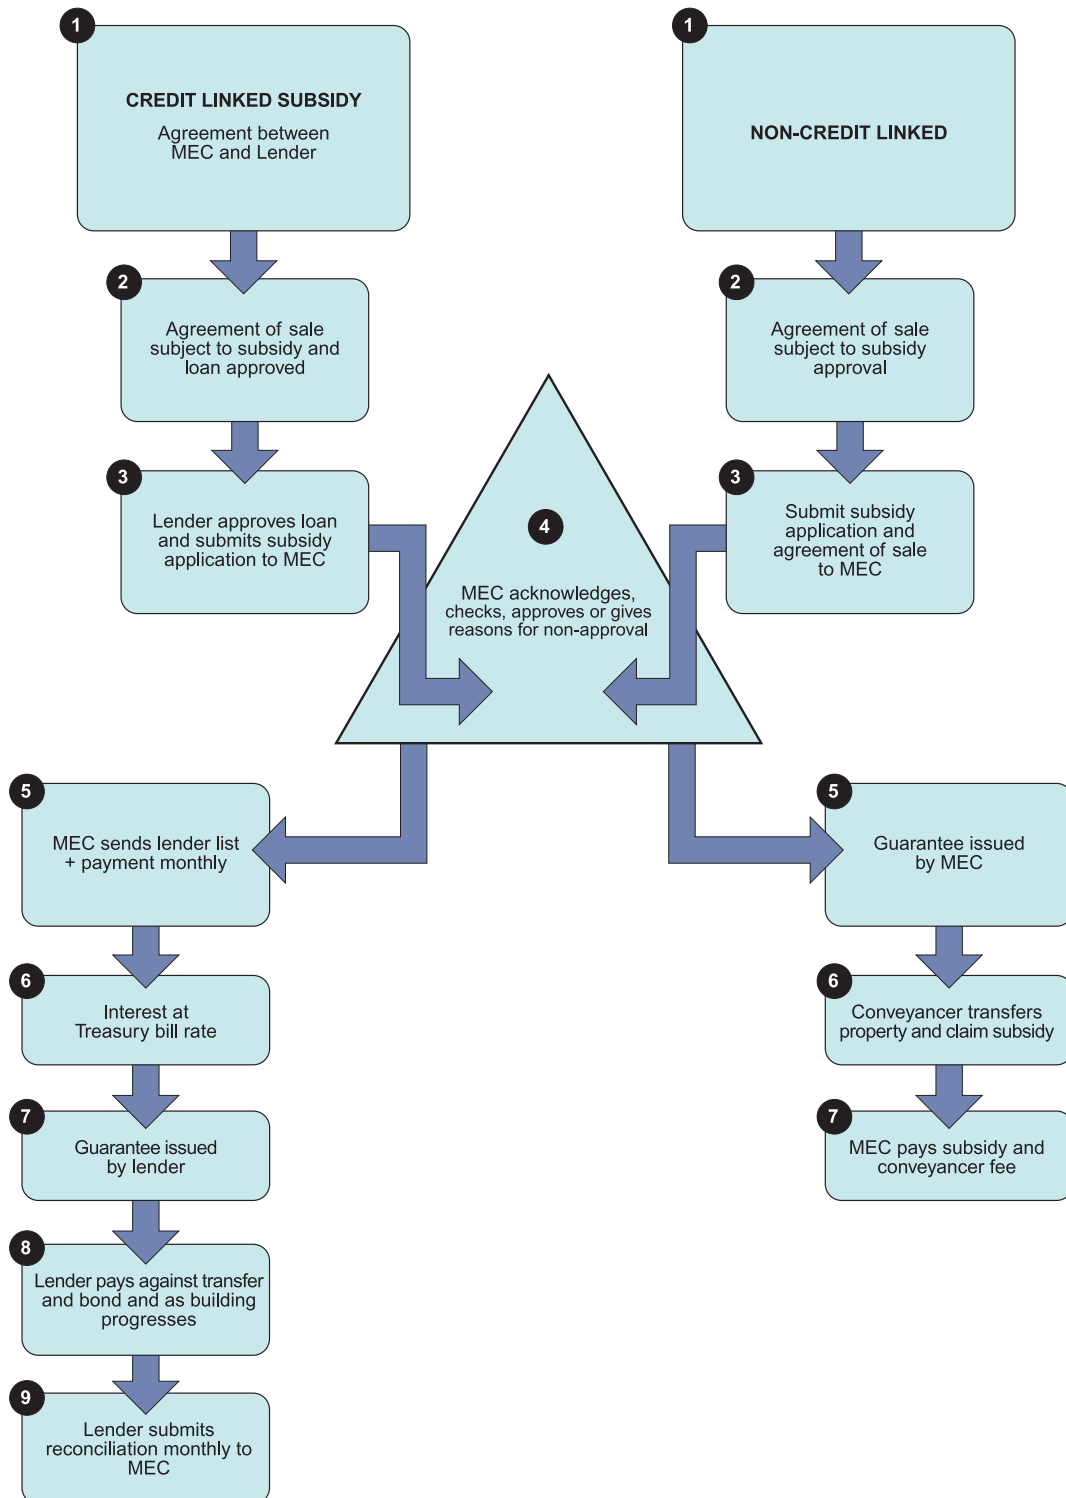 1
CREDIT LINKED SUBSIDY
Agreement between
MEC and Lender
1
NON-CREDIT LINKED
2
Agreement of sale
subject to subsidy and
loan approved
2
Agreement of sale
subject to subsidy
approval
3
Lender approves loan
and submits subsidy
application to MEC
3
Submit subsidy
application and
agreement of sale
to MEC
4
MEC acknowledges,
checks, approves or gives
reasons for non-approval
5
MEC sends lender list
+ payment monthly
5
Guarantee issued
by MEC
6
Interest at
Treasury bill rate
6
Conveyancer transfers
property and claim subsidy
7
Guarantee issued
by lender
7
MEC pays subsidy and
conveyancer fee
8
Lender pays against transfer
and bond and as building
progresses
9
Lender submits
reconciliation monthly to
MEC